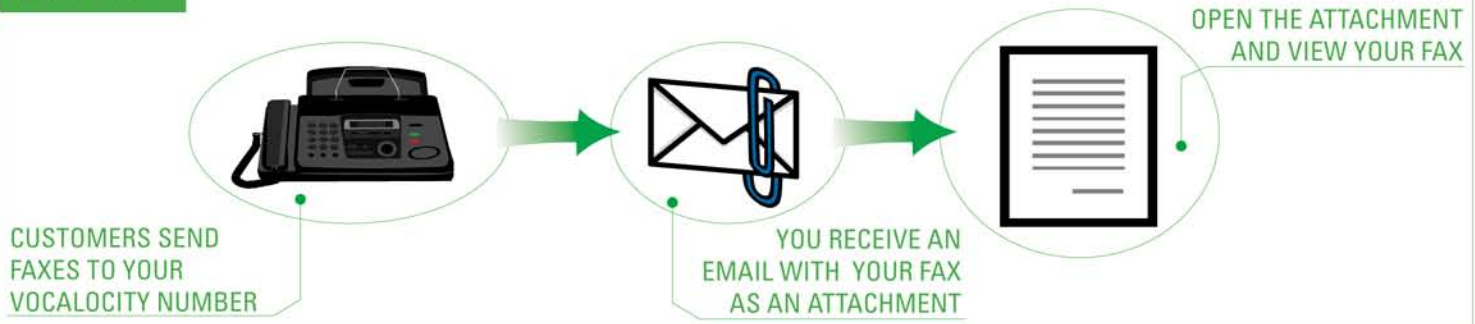 CUSTOMERS SEND
FAXES TO YOUR
VOCALOCITY NUMBER
YOU RECEIVE AN
EMAIL WITH YOUR FAX
AS AN ATTACHMENT
OPEN THE ATTACHMENT
AND VIEW YOUR FAX